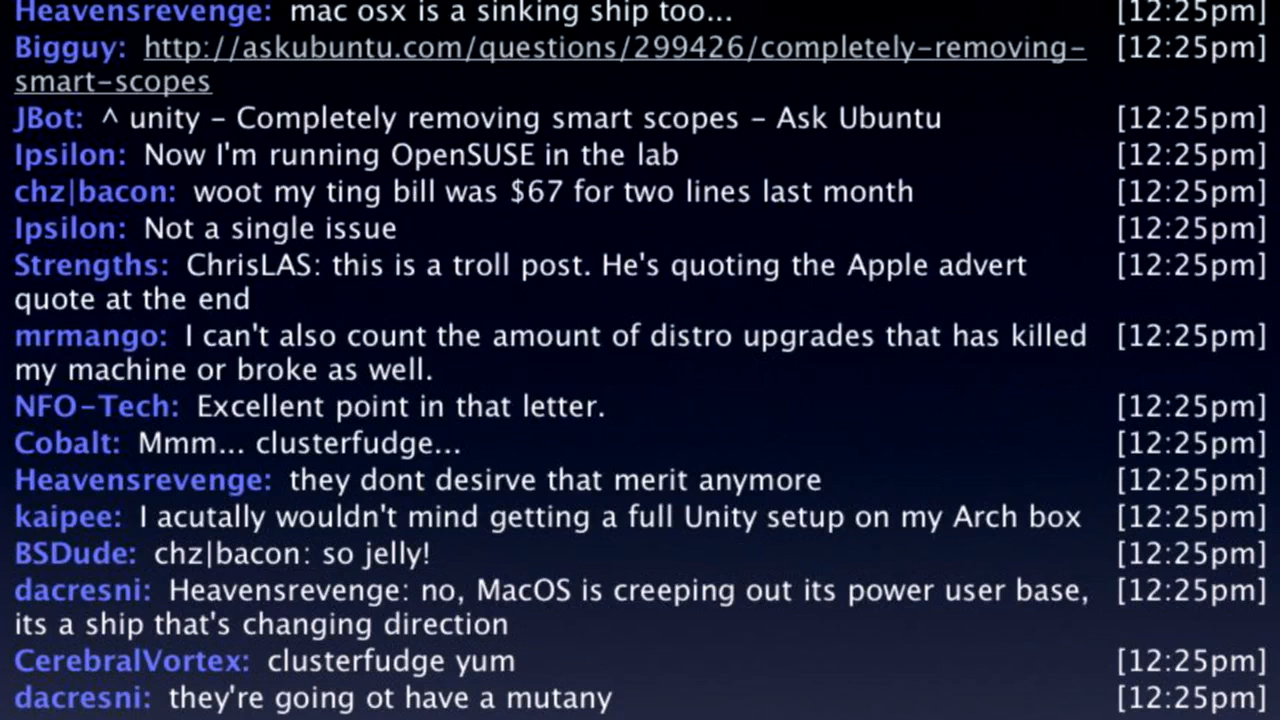 Heavensrevenge: mac osx is a sinking ship too... [12:25pm]
Bigguy: http://askubuntu.com/questions/299426/completely-removing- [12:25pm]
smart-scopes
JBot: ^ unity - Completely removing smart scopes - Ask Ubuntu [12:25pm]
Ipsilon: Now I'm running OpenSUSE in the lab [12:25pm]
chz|bacon: woot my ting bill was $67 for two lines last month [12:25pm]
Ipsilon: Not a single issue [12:25pm]
Strengths: ChrisLAS: this is a troll post. He's quoting the Apple advert [12:25pm]
quote at the end
mrmango: I can't also count the amount of distro upgrades that has killed [12:25pm]
my machine or broke as well.
NFO-Tech: Excellent point in that letter. [12:25pm]
Cobalt: Mmm... clusterfudge... [12:25pm]
Heavensrevenge: they dont desirve that merit anymore [12:25pm]
kaipee: I acutally wouldn't mind getting a full Unity setup on my Arch box [12:25pm]
BSDude: chz|bacon: so jelly! [12:25pm]
dacresni: Heavensrevenge: no, MacOS is creeping out its power user base, [12:25pm]
its a ship that's changing direction
CerebralVortex: clusterfudge yum [12:25pm]
dacresni: they're going ot have a mutany [12:25pm]